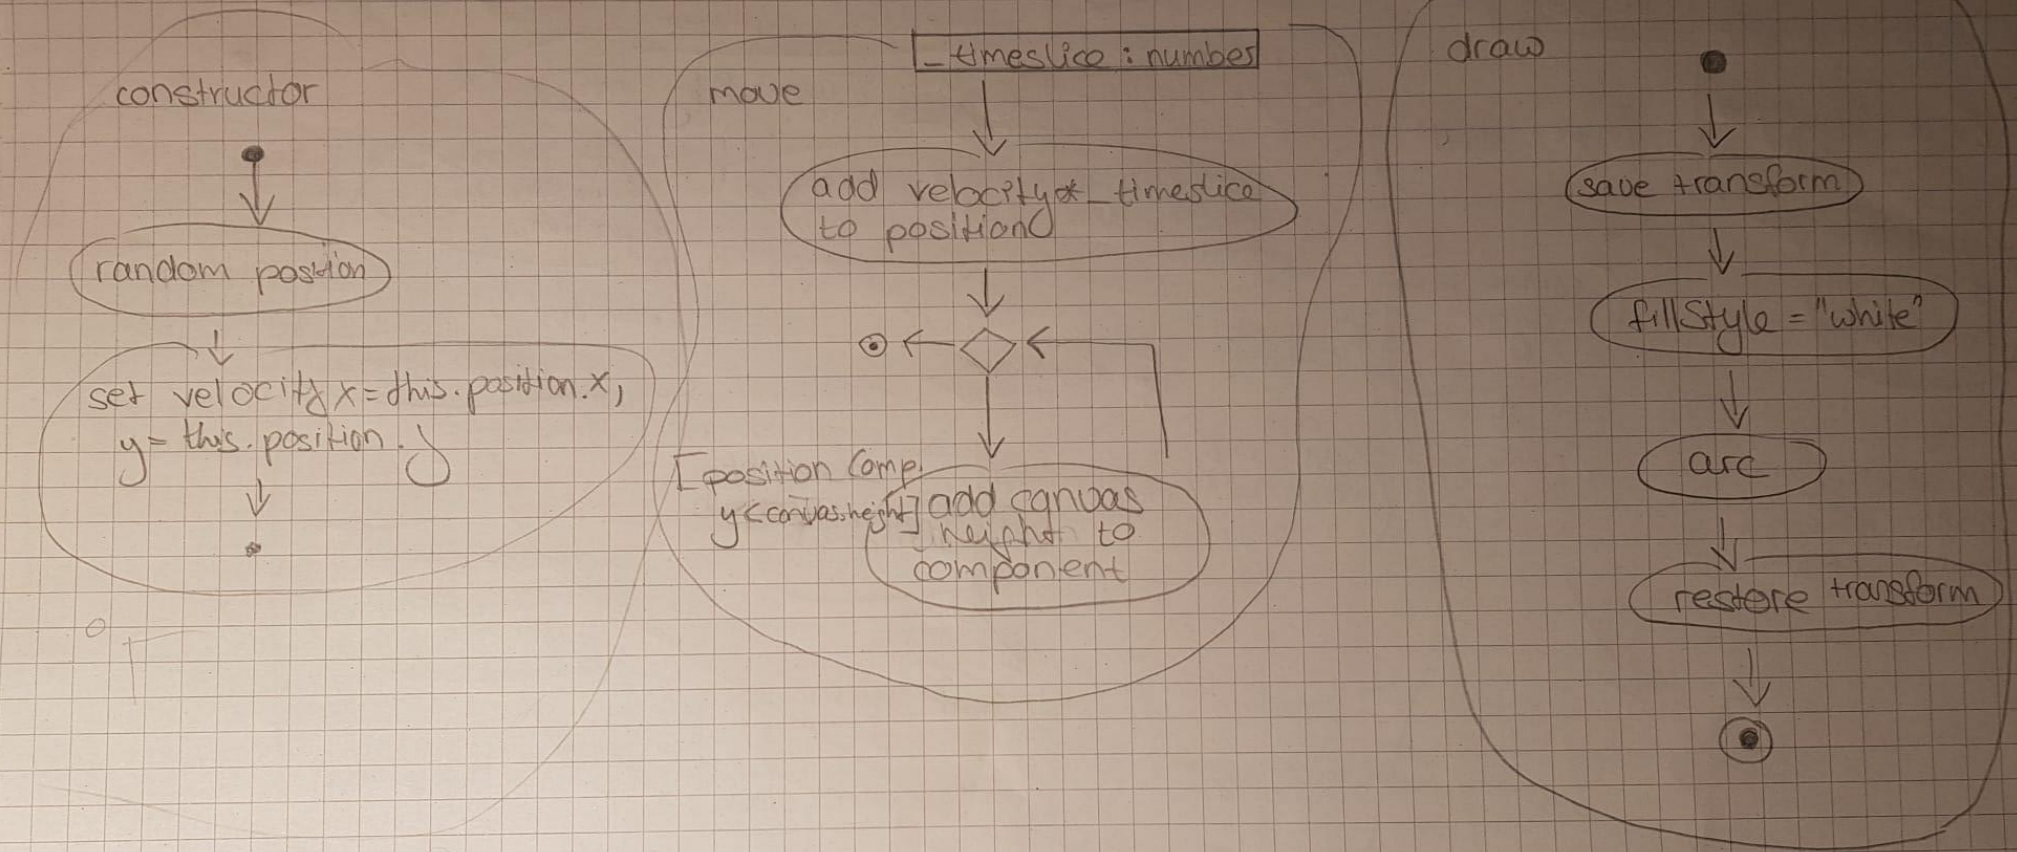 constructor
random position
set velocity x=this.position.x,
y=this.position.y
_timeslice : number
move
add velocity * _timeslice
to position
[position Comp.
y<canvas.height]
add canvas
height to
component
draw
save transform
fillStyle = "white"
arc
restore transform